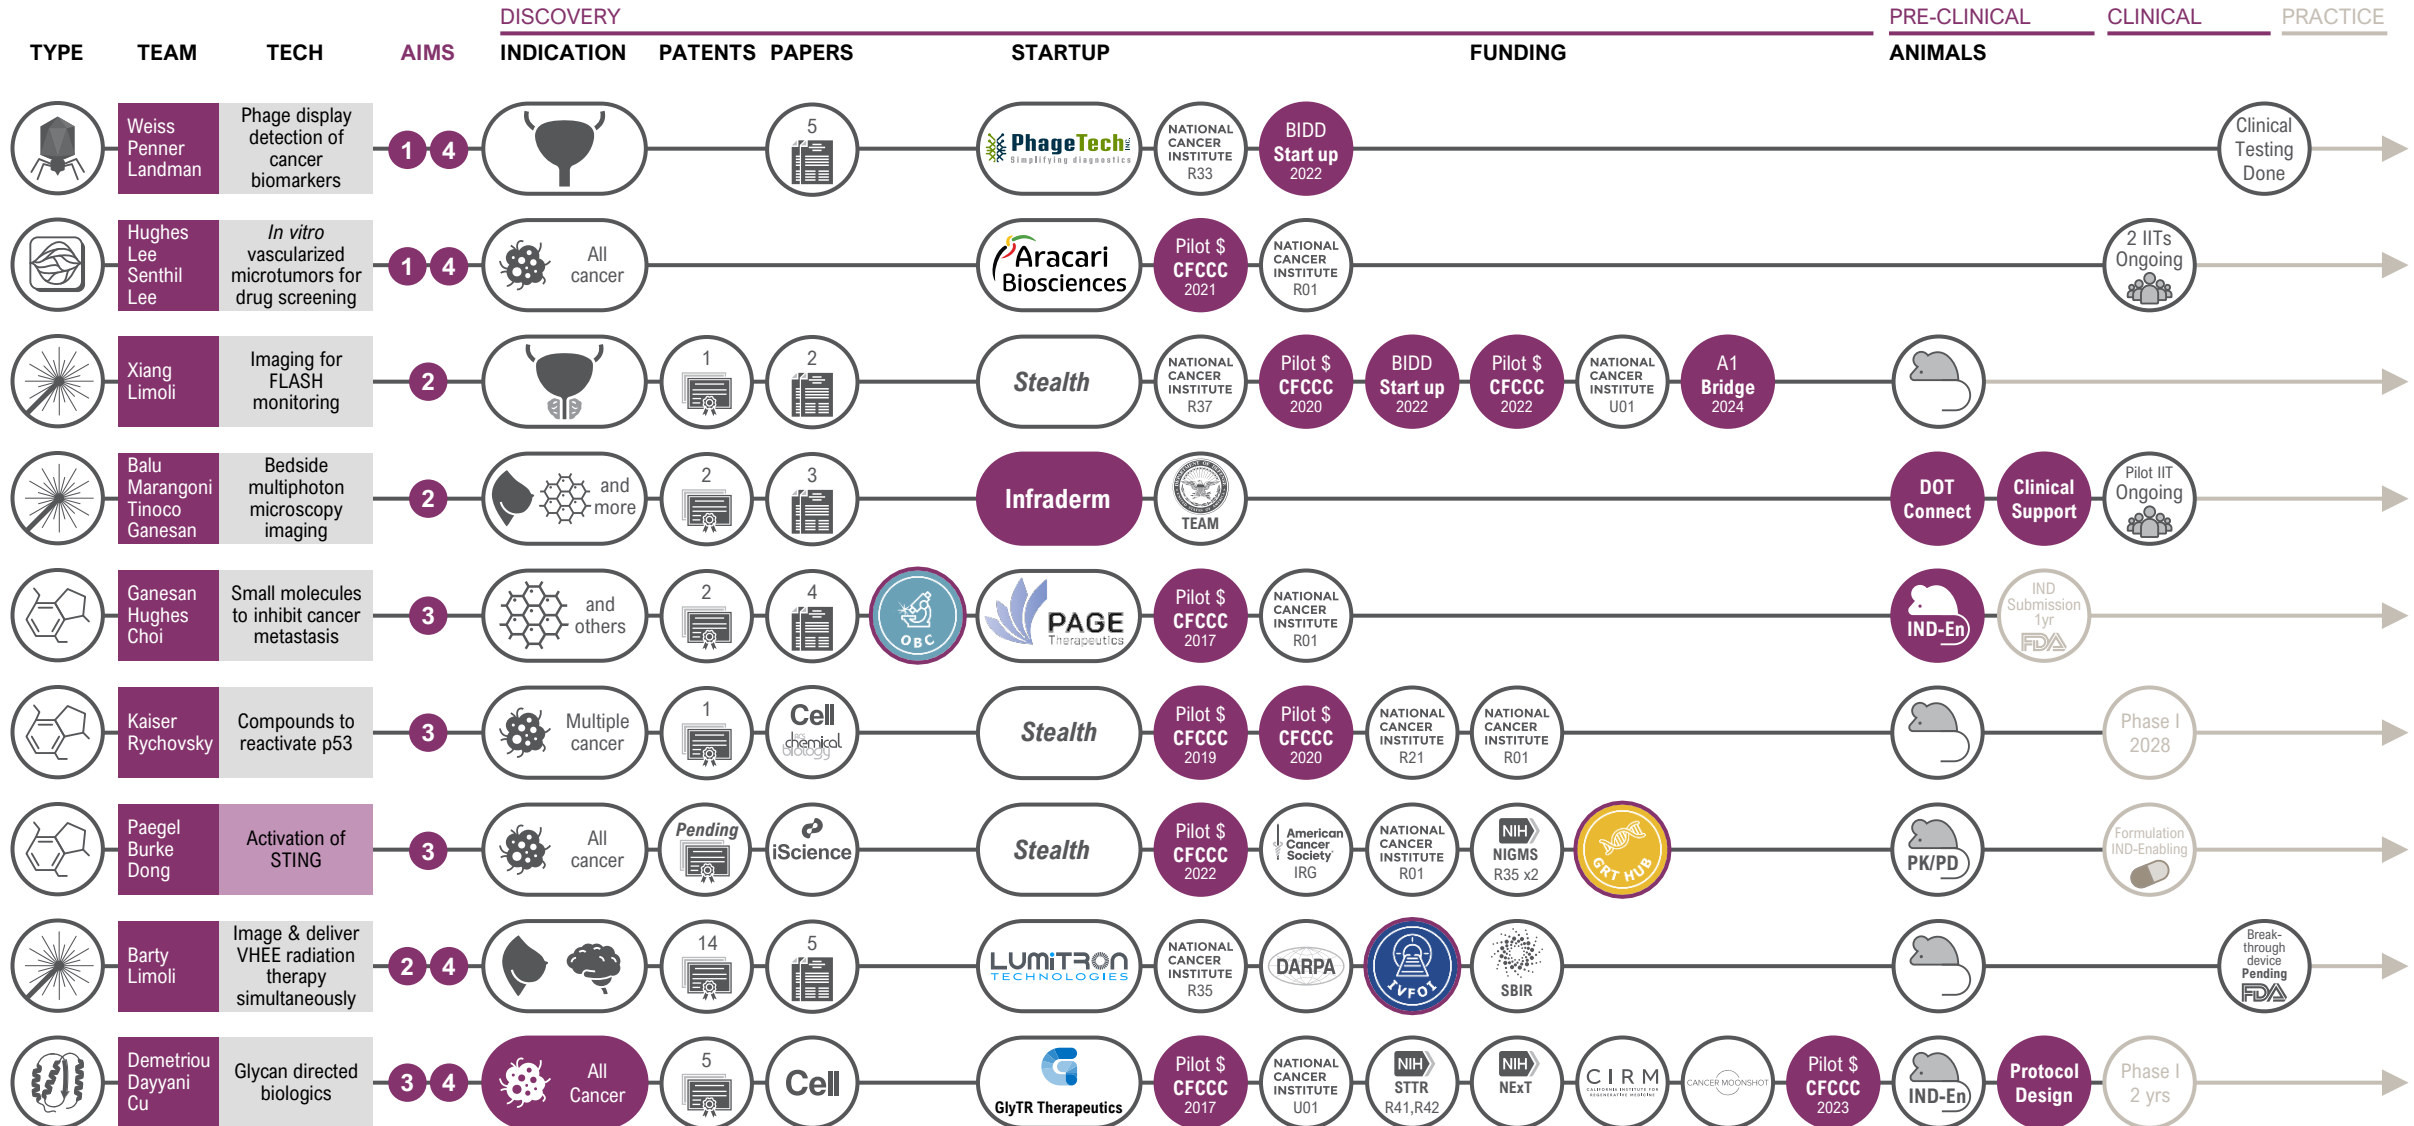 DISCOVERY
PRE-CLINICAL
CLINICAL
PRACTICE
TYPE
TEAM
TECH
AIMS
INDICATION
PATENTS
PAPERS
STARTUP
FUNDING
ANIMALS
Weiss
Penner
Landman
Phage display
detection of
cancer
biomarkers
1
4
5
PhageTech INC.
Simplifying diagnostics
NATIONAL
CANCER
INSTITUTE
R33
BIDD
Start up
2022
Clinical
Testing
Done
Hughes
Lee
Senthil
Lee
In vitro
vascularized
microtumors for
drug screening
1
4
All
cancer
Aracari
Biosciences
Pilot $
CFCCC
2021
NATIONAL
CANCER
INSTITUTE
R01
2 IITs
Ongoing
Xiang
Limoli
Imaging for
FLASH
monitoring
2
1
2
Stealth
NATIONAL
CANCER
INSTITUTE
R37
Pilot $
CFCCC
2020
BIDD
Start up
2022
Pilot $
CFCCC
2022
NATIONAL
CANCER
INSTITUTE
U01
A1
Bridge
2024
Balu
Marangoni
Tinoco
Ganesan
Bedside
multiphoton
microscopy
imaging
2
and
more
2
3
Infraderm
TEAM
DOT
Connect
Clinical
Support
Pilot IIT
Ongoing
Ganesan
Hughes
Choi
Small molecules
to inhibit cancer
metastasis
3
and
others
2
4
OBC
PAGE
Therapeutics
Pilot $
CFCCC
2017
NATIONAL
CANCER
INSTITUTE
R01
IND-En
IND
Submission
1yr
FDA
Kaiser
Rychovsky
Compounds to
reactivate p53
3
Multiple
cancer
1
Cell
chemical
biology
Stealth
Pilot $
CFCCC
2019
Pilot $
CFCCC
2020
NATIONAL
CANCER
INSTITUTE
R21
NATIONAL
CANCER
INSTITUTE
R01
Phase I
2028
Paegel
Burke
Dong
Activation of
STING
3
All
cancer
Pending
iScience
Stealth
Pilot $
CFCCC
2022
American
Cancer
Society
IRG
NATIONAL
CANCER
INSTITUTE
R01
NIH
NIGMS
R35 x2
GRT HUB
PK/PD
Formulation
IND-Enabling
Barty
Limoli
Image & deliver
VHEE radiation
therapy
simultaneously
2
4
14
5
LUMITRON
TECHNOLOGIES
NATIONAL
CANCER
INSTITUTE
R35
DARPA
IVFOI
SBIR
Break-
through
device
Pending
FDA
Demetriou
Dayyani
Cu
Glycan directed
biologics
3
4
All
Cancer
5
Cell
GlyTR Therapeutics
Pilot $
CFCCC
2017
NATIONAL
CANCER
INSTITUTE
U01
NIH
STTR
R41,R42
NIH
NExT
CIRM
CALIFORNIA INSTITUTE FOR
REGENERATIVE MEDICINE
CANCER MOONSHOT
Pilot $
CFCCC
2023
IND-En
Protocol
Design
Phase I
2 yrs